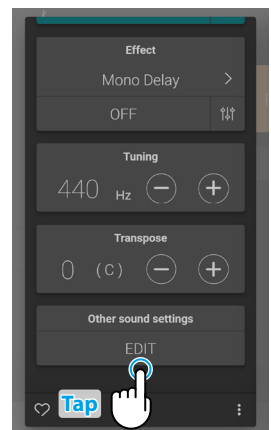 Effect
Mono Delay
OFF
Tuning
440 Hz
Transpose
0 (C)
Other sound settings
EDIT
Tap